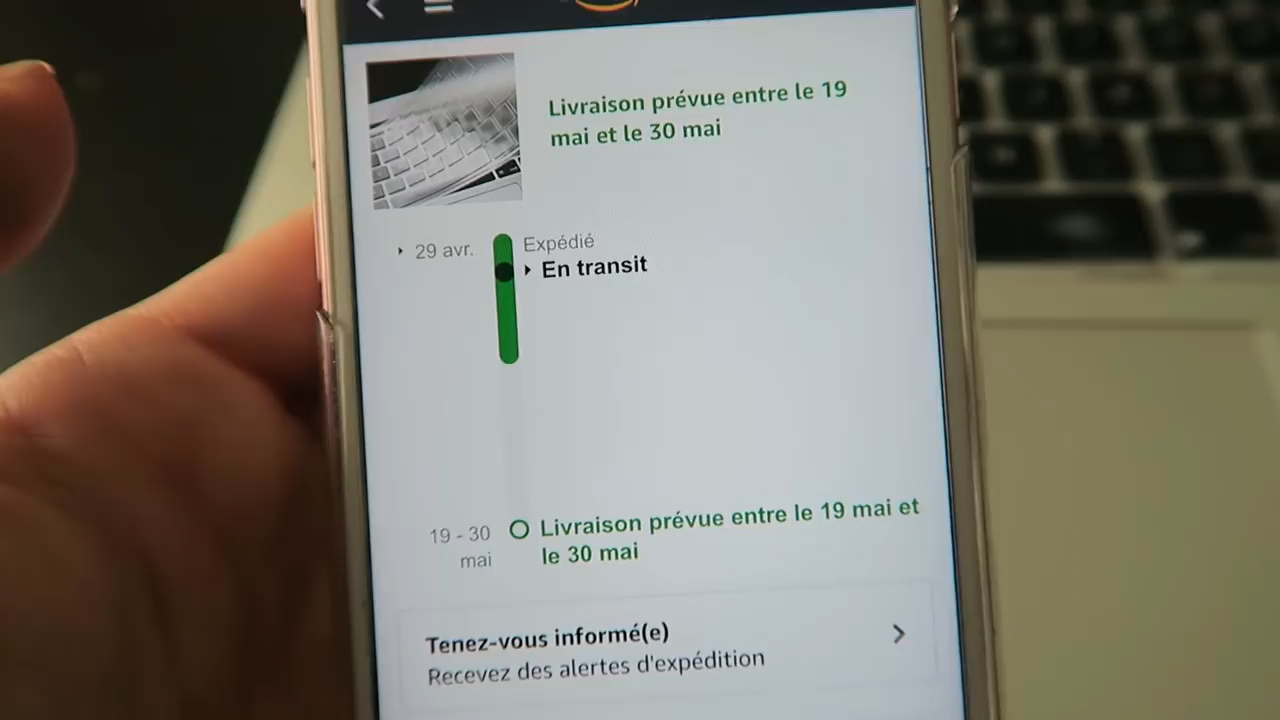 Livraison prévue entre le 19
mai et le 30 mai
29 avr.
Expédié
En transit
19 - 30
mai
Livraison prévue entre le 19 mai et
le 30 mai
Tenez-vous informé(e)
Recevez des alertes d'expédition